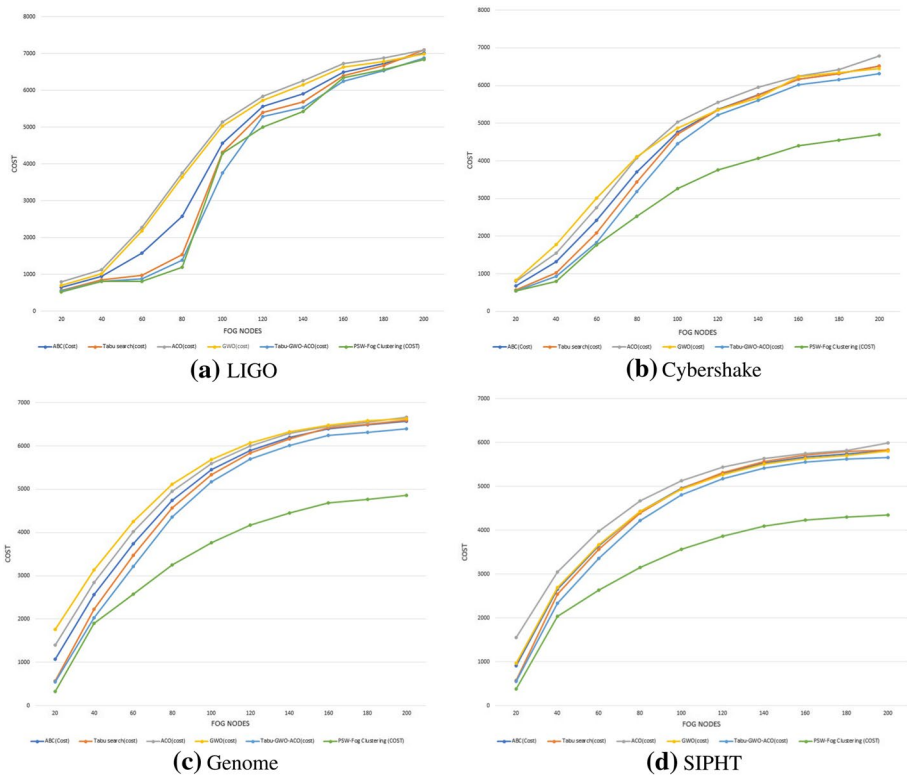 8000
7000
6000
5000
4000
3000
2000
1000
0
COST
20 40 60 80 100 120 140 160 180 200
FOG NODES
ABC(Cost) Tabu search(cost) ACO(cost) GWO(cost) Tabu-GWO-ACO(cost) PSW-Fog Clustering (COST)
(a) LIGO
8000
7000
6000
5000
4000
3000
2000
1000
0
COST
20 40 60 80 100 120 140 160 180 200
FOG NODES
ABC(Cost) Tabu search(cost) ACO(cost) GWO(cost) Tabu-GWO-ACO(cost) PSW-Fog Clustering (COST)
(b) Cybershake
7000
6000
5000
4000
3000
2000
1000
0
COST
20 40 60 80 100 120 140 160 180 200
FOG NODES
ABC(Cost) Tabu search(cost) ACO(cost) GWO(cost) Tabu-GWO-ACO(cost) PSW-Fog Clustering (COST)
(c) Genome
7000
6000
5000
4000
3000
2000
1000
0
COST
20 40 60 80 100 120 140 160 180 200
FOG NODES
ABC(Cost) Tabu search(cost) ACO(cost) GWO(cost) Tabu-GWO-ACO(cost) PSW-Fog Clustering (COST)
(d) SIPHT